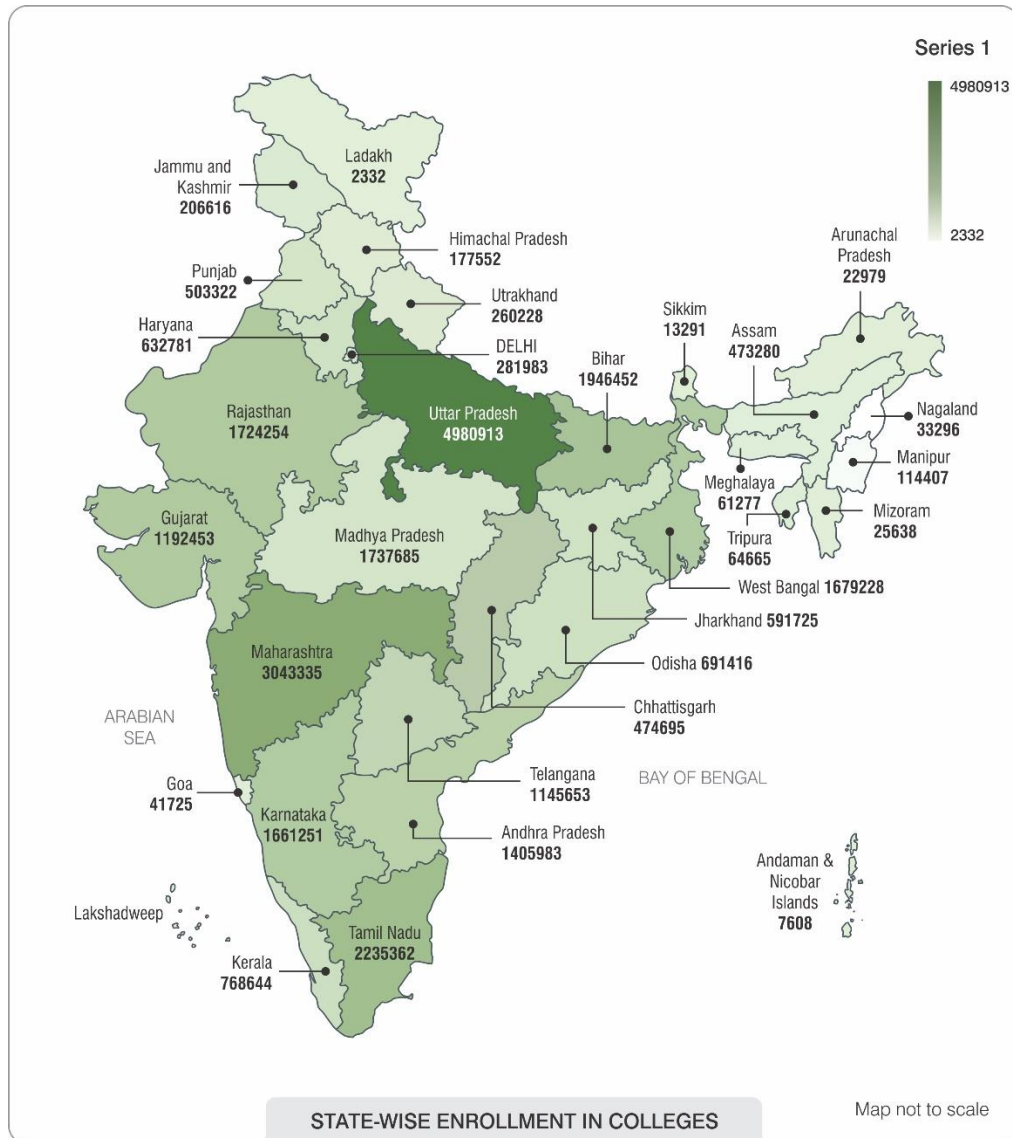 Series 1
4980913
2332
Ladakh
2332
Jammu and
Kashmir
206616
Himachal Pradesh
177552
Arunachal
Pradesh
22979
Punjab
503322
Utrakhand
260228
Sikkim
13291
Assam
473280
Haryana
632781
DELHI
281983
Bihar
1946452
Rajasthan
1724254
Uttar Pradesh
4980913
Nagaland
33296
Manipur
114407
Meghalaya
61277
Mizoram
25638
Tripura
64665
Gujarat
1192453
Madhya Pradesh
1737685
West Bangal 1679228
Jharkhand 591725
Maharashtra
3043335
Odisha 691416
Chhattisgarh
474695
ARABIAN
SEA
BAY OF BENGAL
Telangana
1145653
Goa
41725
Karnataka
1661251
Andhra Pradesh
1405983
Andaman &
Nicobar
Islands
7608
Lakshadweep
Tamil Nadu
2235362
Kerala
768644
STATE-WISE ENROLLMENT IN COLLEGES
Map not to scale